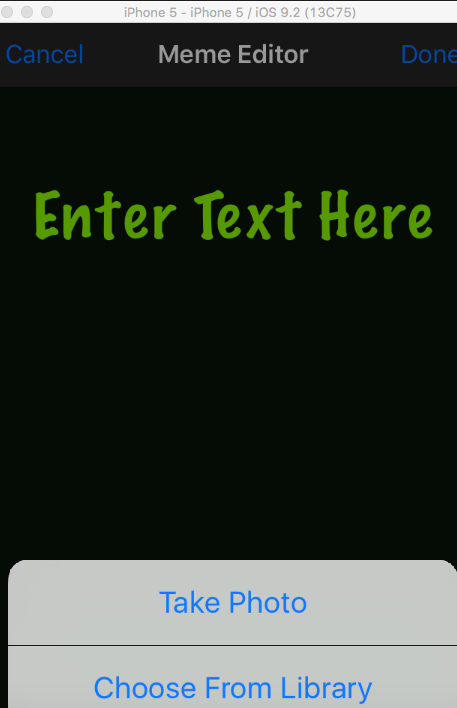 iPhone 5 - iPhone 5 / iOS 9.2 (13C75)
Cancel Meme Editor Done
Enter Text Here
Take Photo
Choose From Library